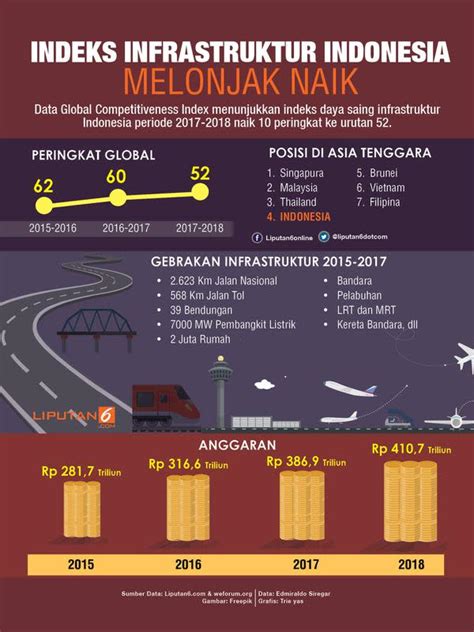 INDEKS INFRASTRUKTUR INDONESIA
MELONJAK NAIK
Data Global Competitiveness Index menunjukkan indeks daya saing infrastruktur
Indonesia periode 2017-2018 naik 10 peringkat ke urutan 52.
PERINGKAT GLOBAL
62
60
52
2015-2016
2016-2017
2017-2018
POSISI DI ASIA TENGGARA
1. Singapura
2. Malaysia
3. Thailand
4. INDONESIA
5. Brunei
6. Vietnam
7. Filipina
Liputan6online
@liputan6dotcom
GEBRAKAN INFRASTRUKTUR 2015-2017
• 2.623 Km Jalan Nasional
• 568 Km Jalan Tol
• 39 Bendungan
• 7000 MW Pembangkit Listrik
• 2 Juta Rumah
• Bandara
• Pelabuhan
• LRT dan MRT
• Kereta Bandara, dll
LIPUTAN 6
.COM
ANGGARAN
Rp 281,7 Triliun
Rp 316,6 Triliun
Rp 386,9 Triliun
Rp 410,7 Triliun
2015
2016
2017
2018
Sumber Data: Liputan6.com & weforum.org | Data: Edmiraldo Siregar
Gambar: Freepik | Grafis: Trie yas